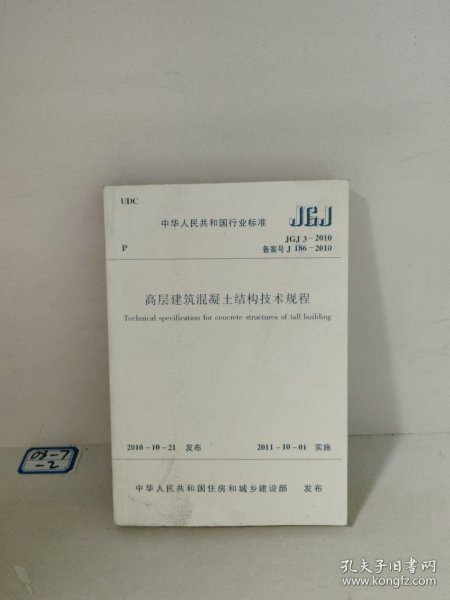 UDC
中华人民共和国行业标准
JGJ
JGJ 3-2010
P
备案号 J 186-2010
高层建筑混凝土结构技术规程
Technical specification for concrete structures of tall building
2010-10-21 发布 2011-10-01 实施
中华人民共和国住房和城乡建设部 发布
08-7
-2
孔夫子旧书网
www.kongfz.com